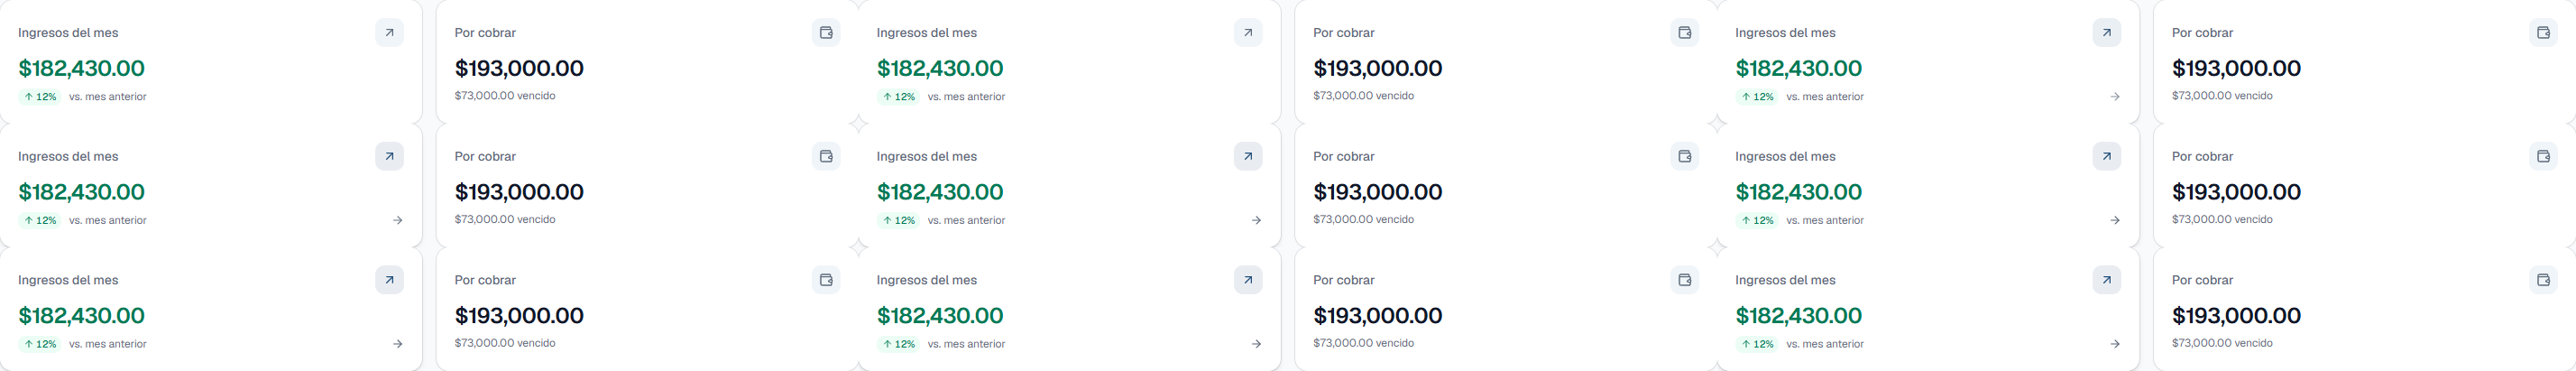 Ingresos del mes Por cobrar Ingresos del mes Por cobrar Ingresos del mes Por cobrar
$182,430.00 $193,000.00 $182,430.00 $193,000.00 $182,430.00 $193,000.00
↑ 12% vs. mes anterior $73,000.00 vencido ↑ 12% vs. mes anterior $73,000.00 vencido ↑ 12% vs. mes anterior → $73,000.00 vencido
Ingresos del mes Por cobrar Ingresos del mes Por cobrar Ingresos del mes Por cobrar
$182,430.00 $193,000.00 $182,430.00 $193,000.00 $182,430.00 $193,000.00
↑ 12% vs. mes anterior → $73,000.00 vencido ↑ 12% vs. mes anterior → $73,000.00 vencido ↑ 12% vs. mes anterior → $73,000.00 vencido
Ingresos del mes Por cobrar Ingresos del mes Por cobrar Ingresos del mes Por cobrar
$182,430.00 $193,000.00 $182,430.00 $193,000.00 $182,430.00 $193,000.00
↑ 12% vs. mes anterior → $73,000.00 vencido ↑ 12% vs. mes anterior → $73,000.00 vencido ↑ 12% vs. mes anterior → $73,000.00 vencido